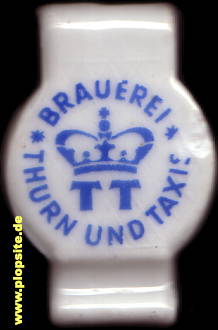 * BRAUEREI *
THURN UND TAXIS
TT
www.plopsite.de